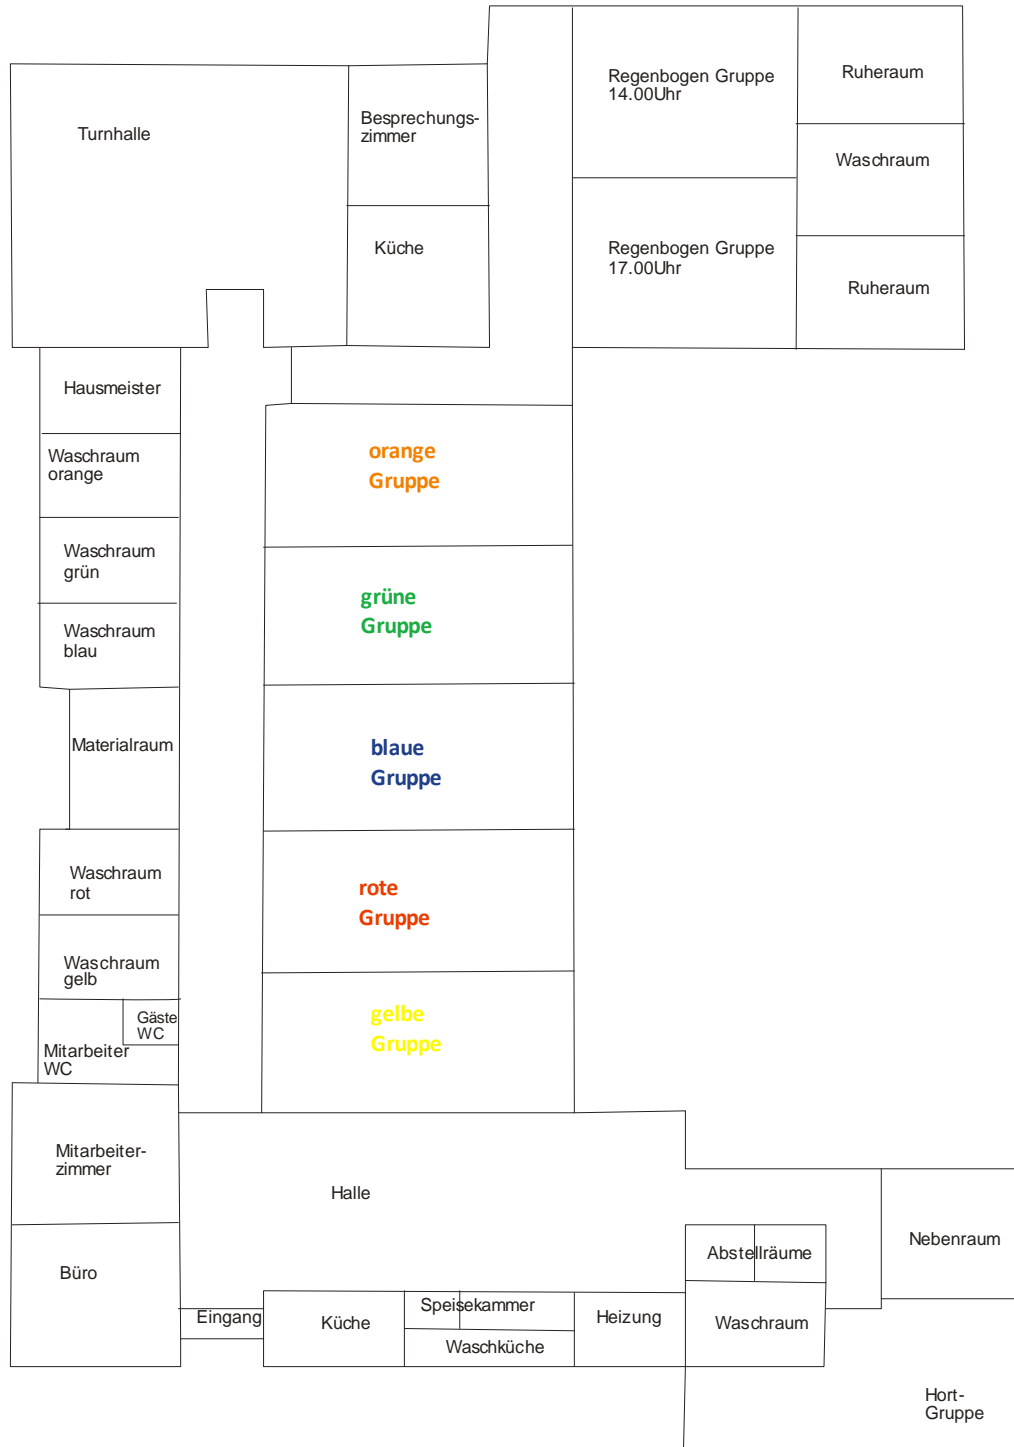 Regenbogen Gruppe
14.00Uhr
Ruheraum
Turnhalle
Besprechungs-
zimmer
Waschraum
Küche
Regenbogen Gruppe
17.00Uhr
Ruheraum
Hausmeister
Waschraum
orange
orange
Gruppe
Waschraum
grün
grüne
Gruppe
Waschraum
blau
Materialraum
blaue
Gruppe
Waschraum
rot
rote
Gruppe
Waschraum
gelb
Gäste
WC
gelbe
Gruppe
Mitarbeiter
WC
Mitarbeiter-
zimmer
Halle
Büro
Abstellräume
Nebenraum
Eingang
Küche
Speisekammer
Waschküche
Heizung
Waschraum
Hort-
Gruppe